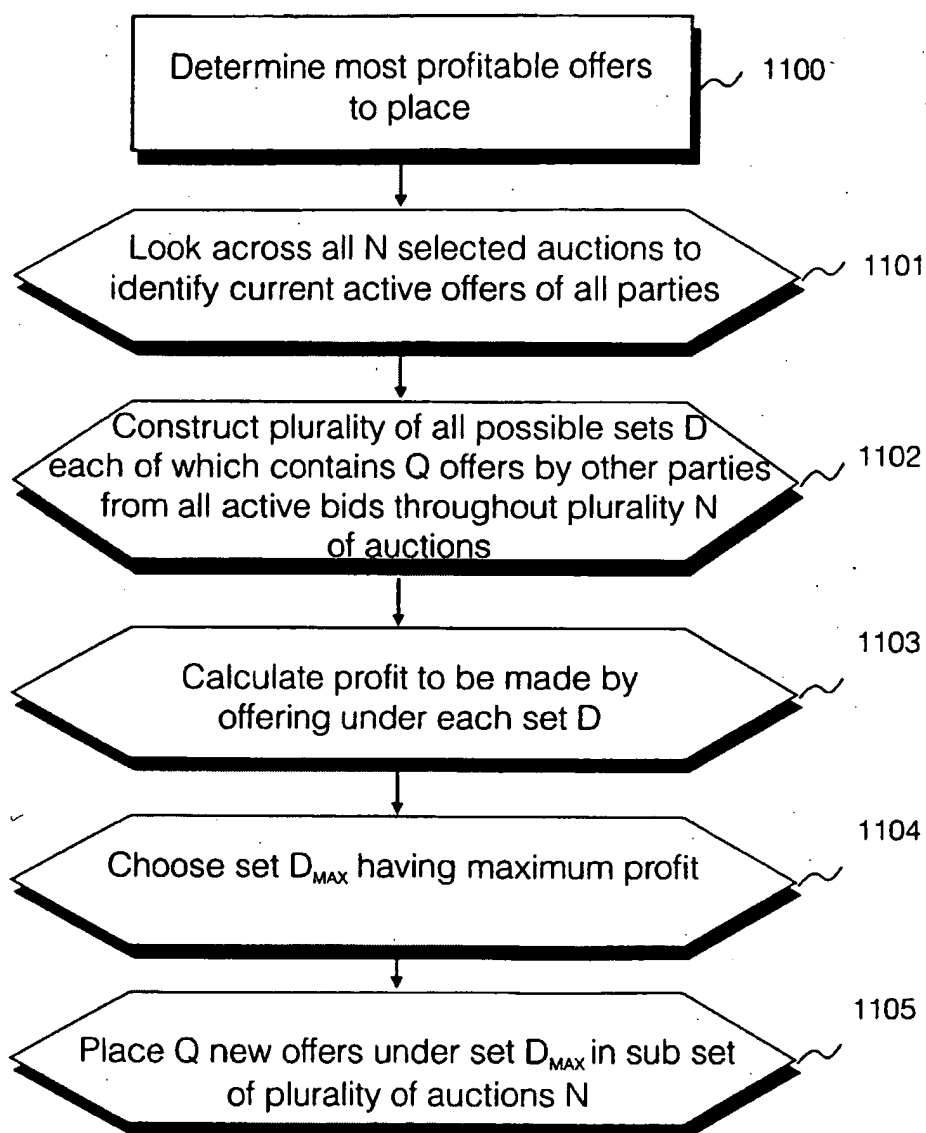 Determine most profitable offers
to place
1100
Look across all N selected auctions to
identify current active offers of all parties
1101
Construct plurality of all possible sets D
each of which contains Q offers by other parties
from all active bids throughout plurality N
of auctions
1102
Calculate profit to be made by
offering under each set D
1103
Choose set DMAX having maximum profit
1104
Place Q new offers under set DMAX in sub set
of plurality of auctions N
1105